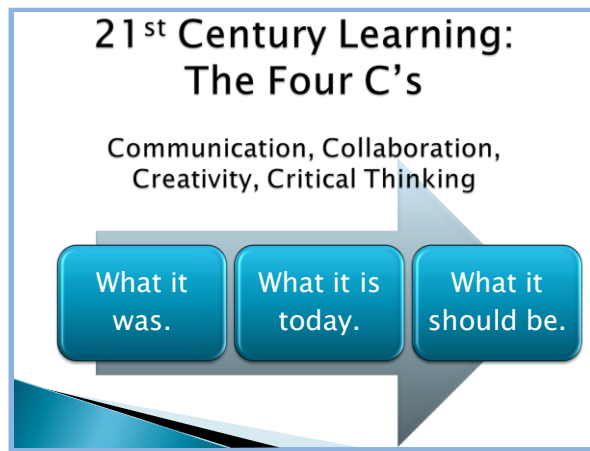 21st Century Learning:
The Four C's
Communication, Collaboration,
Creativity, Critical Thinking
What it
was.
What it is
today.
What it
should be.